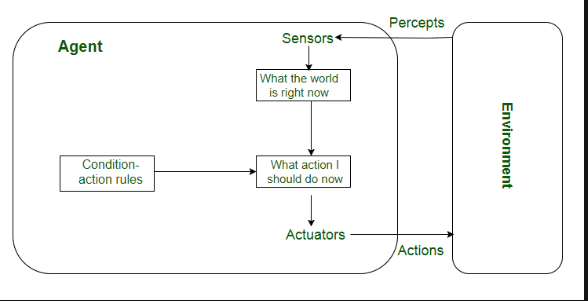 Percepts
Sensors
Agent
What the world
is right now
Environment
Condition-
action rules
What action I
should do now
Actuators
Actions